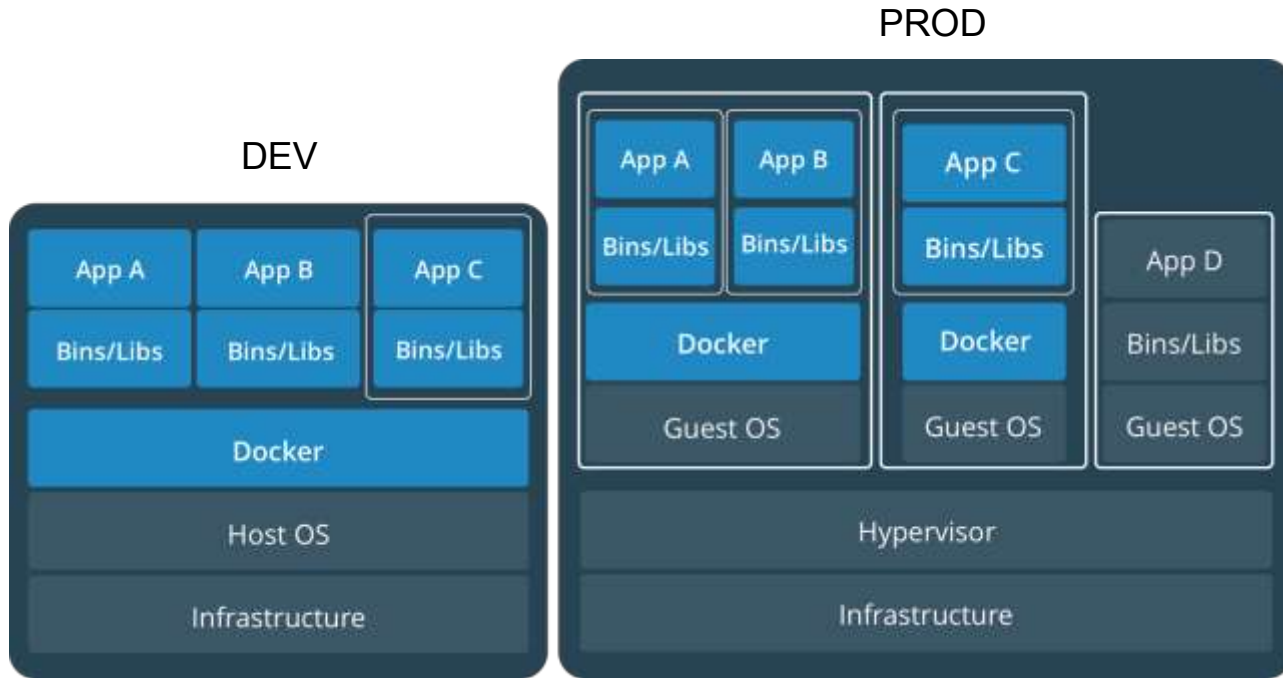 PROD
DEV
App A
App B
App C
Bins/Libs
Bins/Libs
Bins/Libs
Docker
Host OS
Infrastructure
App A
App B
App C
Bins/Libs
Bins/Libs
Bins/Libs
App D
Docker
Docker
Bins/Libs
Guest OS
Guest OS
Guest OS
Hypervisor
Infrastructure